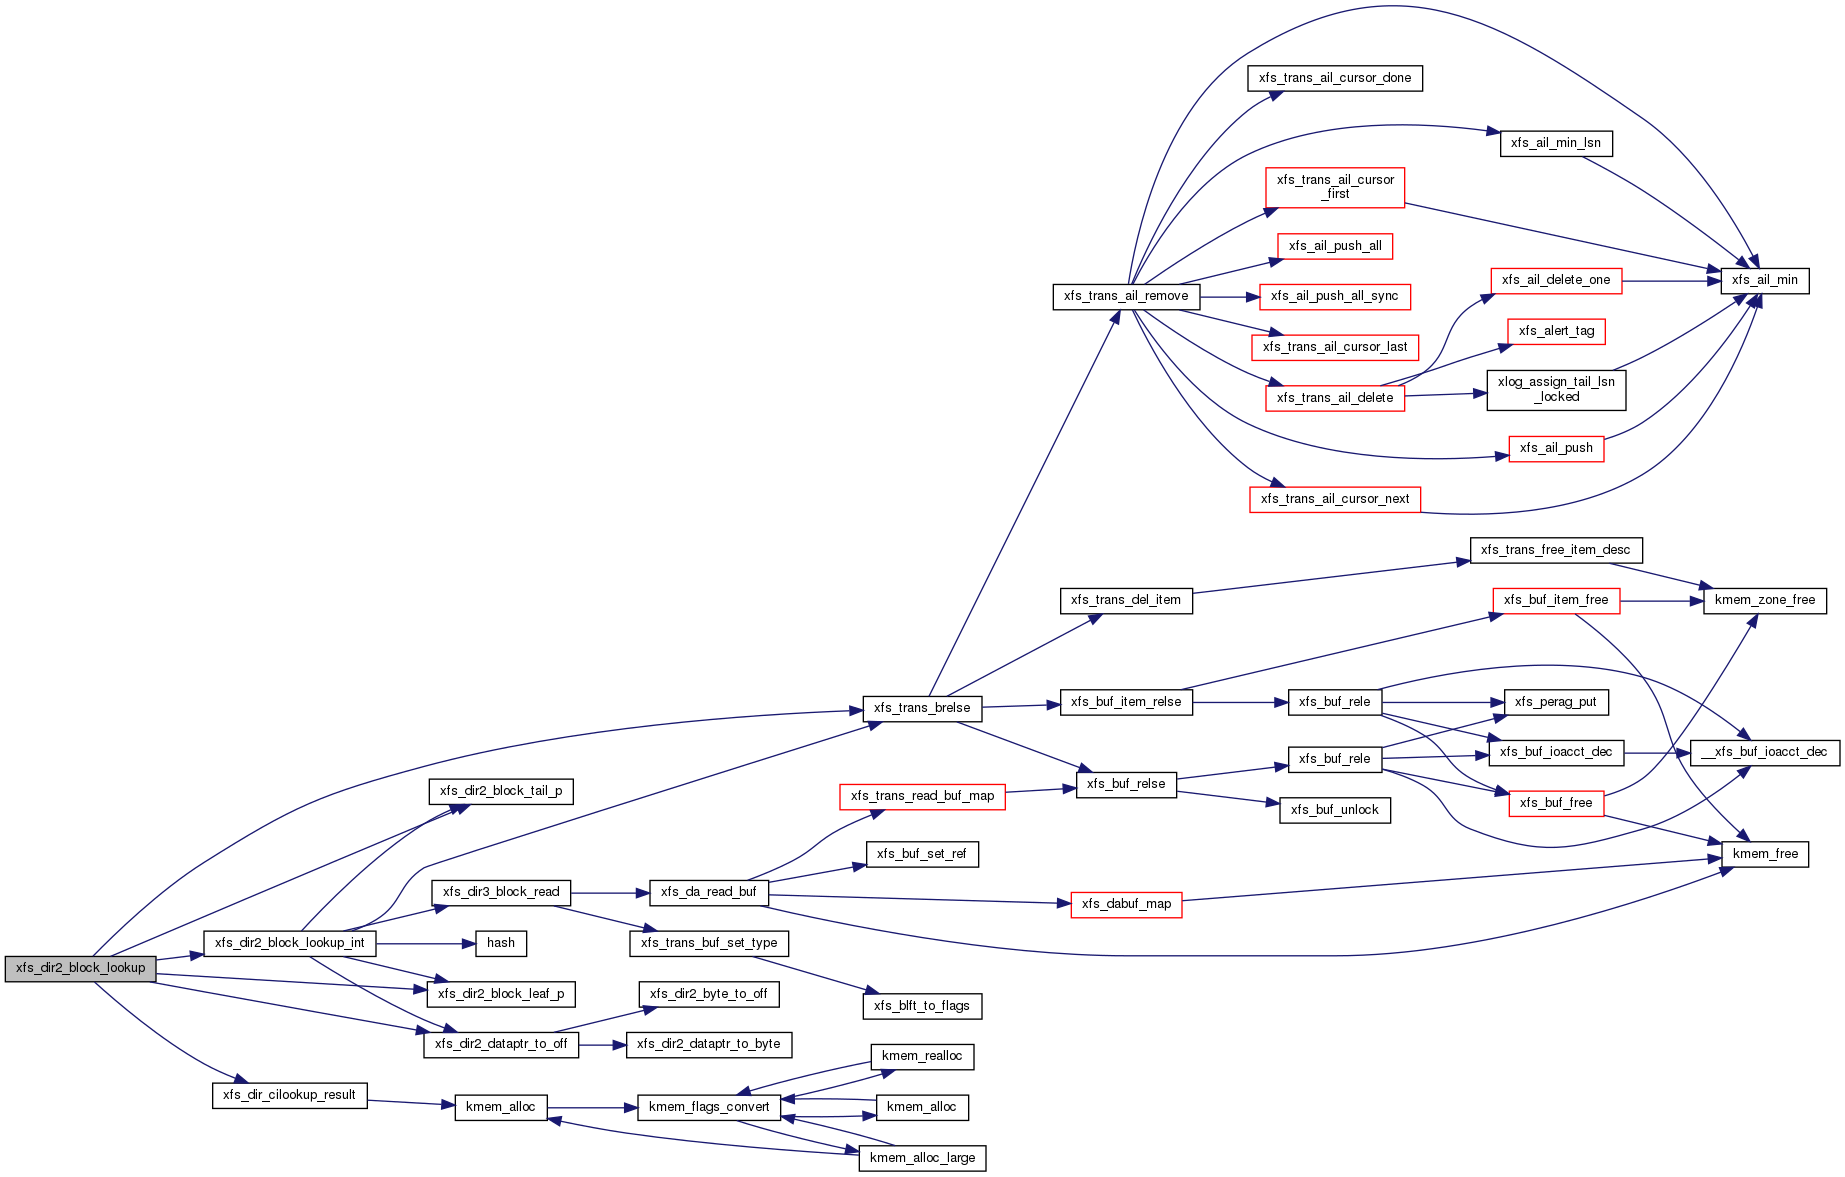 xfs_trans_ail_cursor_done
xfs_ail_min_lsn
xfs_trans_ail_cursor
_first
xfs_ail_push_all
xfs_ail_delete_one
xfs_ail_min
xfs_trans_ail_remove
xfs_ail_push_all_sync
xfs_alert_tag
xfs_trans_ail_cursor_last
xlog_assign_tail_lsn
_locked
xfs_trans_ail_delete
xfs_ail_push
xfs_trans_ail_cursor_next
xfs_trans_free_item_desc
xfs_trans_del_item
xfs_buf_item_free
kmem_zone_free
xfs_trans_brelse
xfs_buf_item_relse
xfs_buf_rele
xfs_perag_put
xfs_buf_ioacct_dec
__xfs_buf_ioacct_dec
xfs_buf_rele
xfs_dir2_block_tail_p
xfs_trans_read_buf_map
xfs_buf_relse
xfs_buf_free
xfs_buf_unlock
xfs_buf_set_ref
kmem_free
xfs_dir3_block_read
xfs_da_read_buf
xfs_dabuf_map
xfs_dir2_block_lookup_int
hash
xfs_trans_buf_set_type
xfs_dir2_block_lookup
xfs_dir2_block_leaf_p
xfs_dir2_byte_to_off
xfs_blft_to_flags
xfs_dir2_dataptr_to_off
xfs_dir2_dataptr_to_byte
kmem_realloc
xfs_dir_cilookup_result
kmem_alloc
kmem_flags_convert
kmem_alloc
kmem_alloc_large